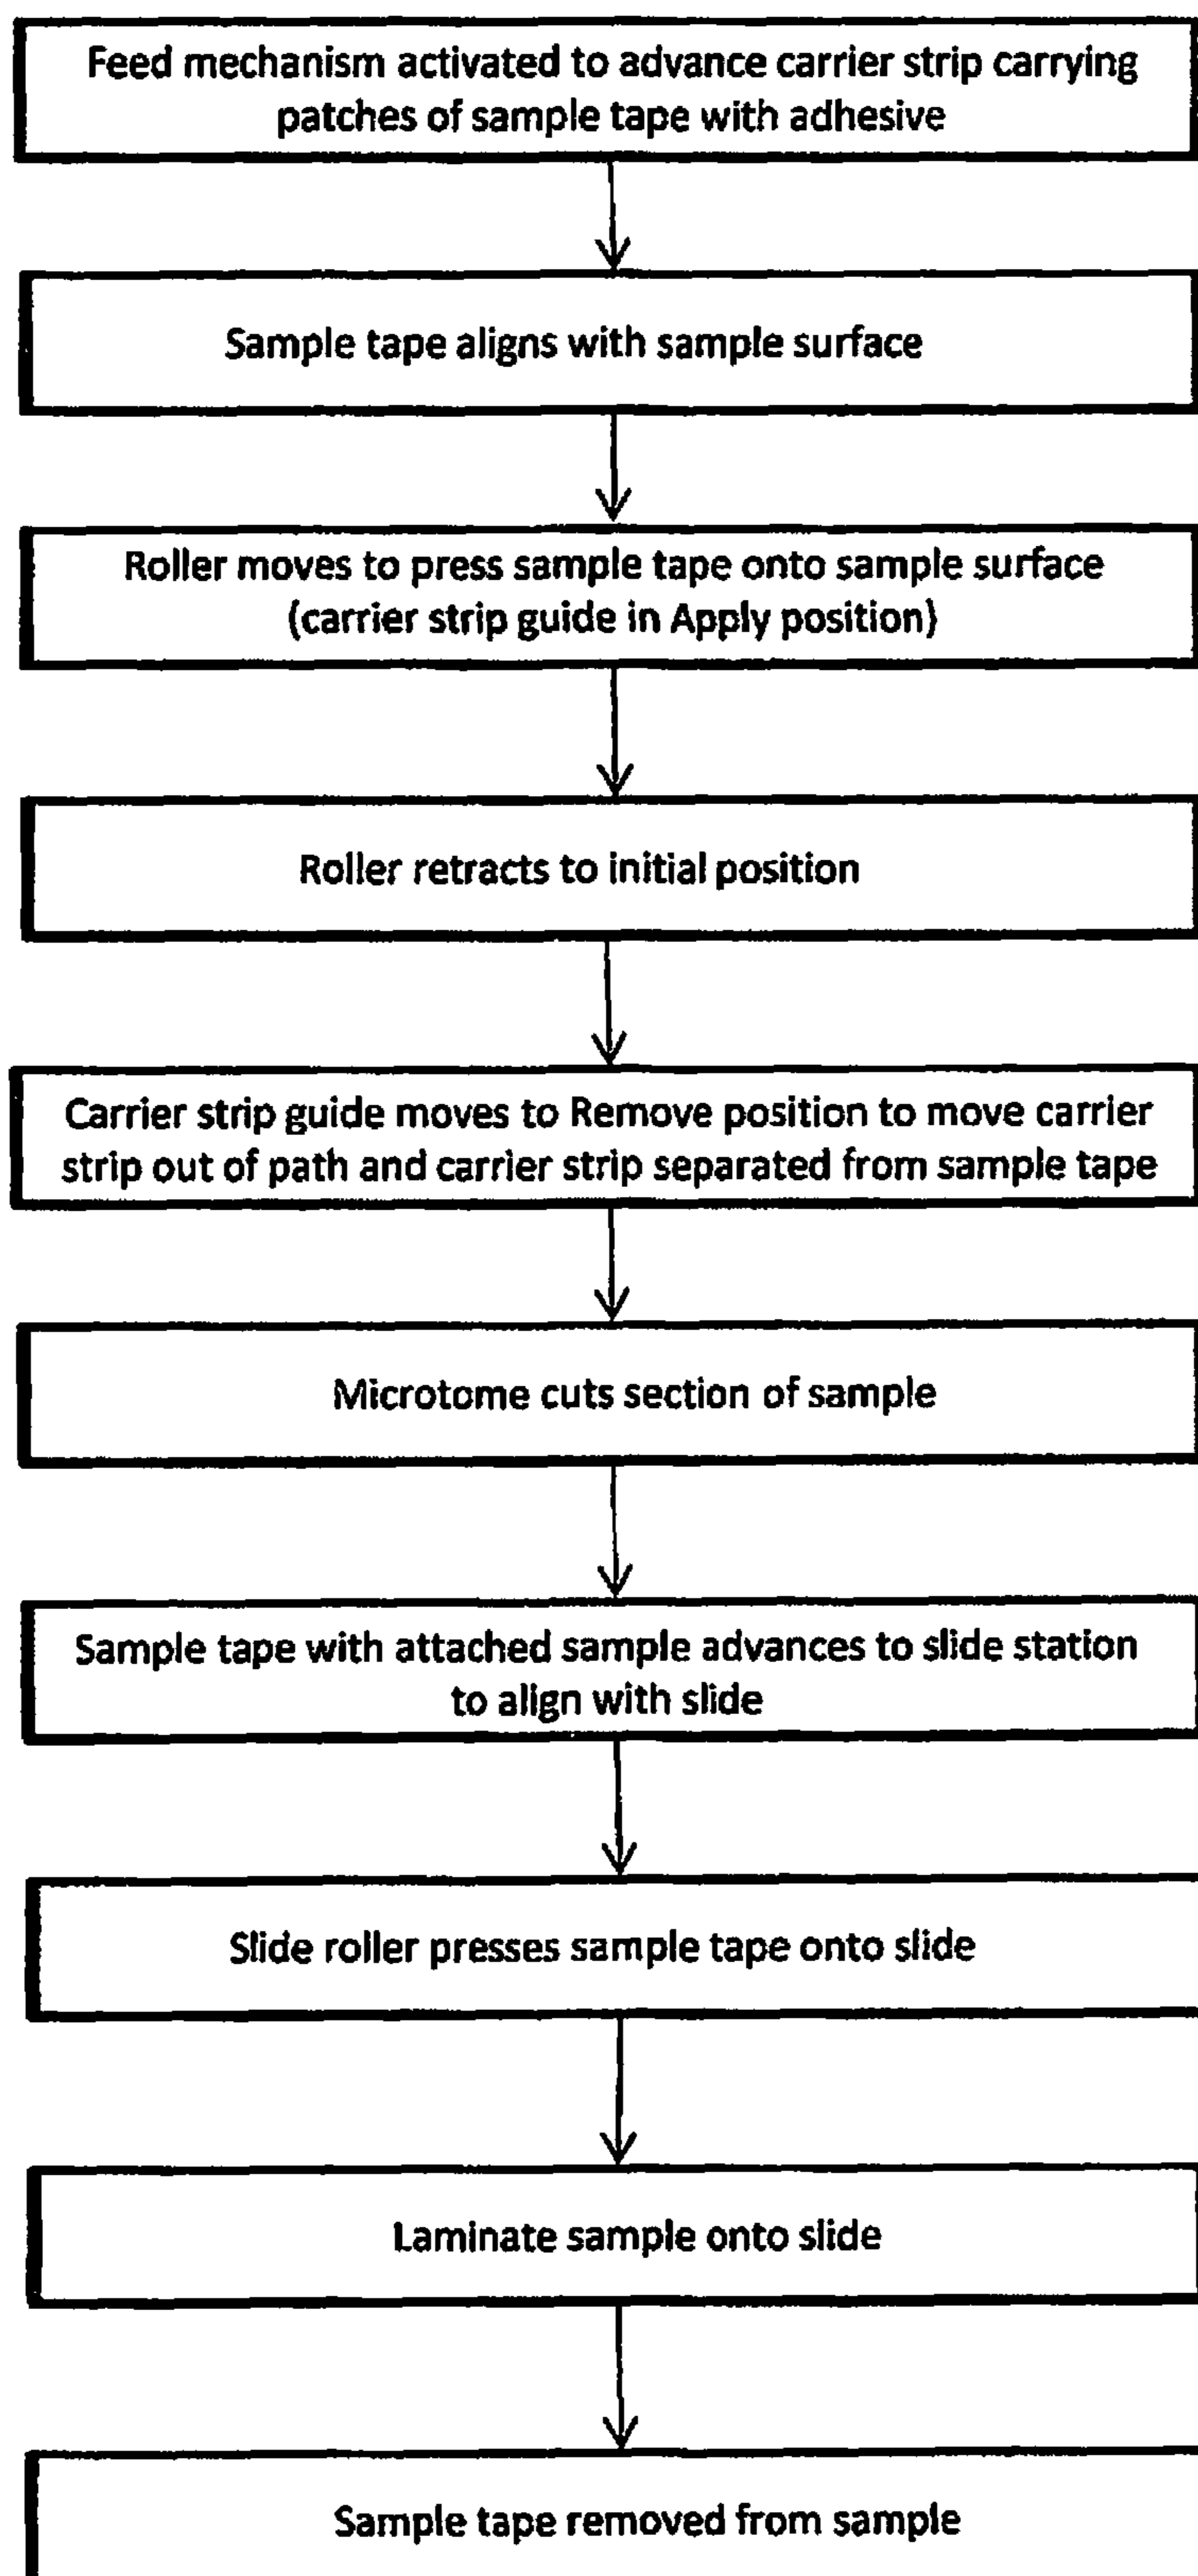 Feed mechanism activated to advance carrier strip carrying
patches of sample tape with adhesive
Sample tape aligns with sample surface
Roller moves to press sample tape onto sample surface
(carrier strip guide in Apply position)
Roller retracts to initial position
Carrier strip guide moves to Remove position to move carrier
strip out of path and carrier strip separated from sample tape
Microtome cuts section of sample
Sample tape with attached sample advances to slide station
to align with slide
Slide roller presses sample tape onto slide
Laminate sample onto slide
Sample tape removed from sample